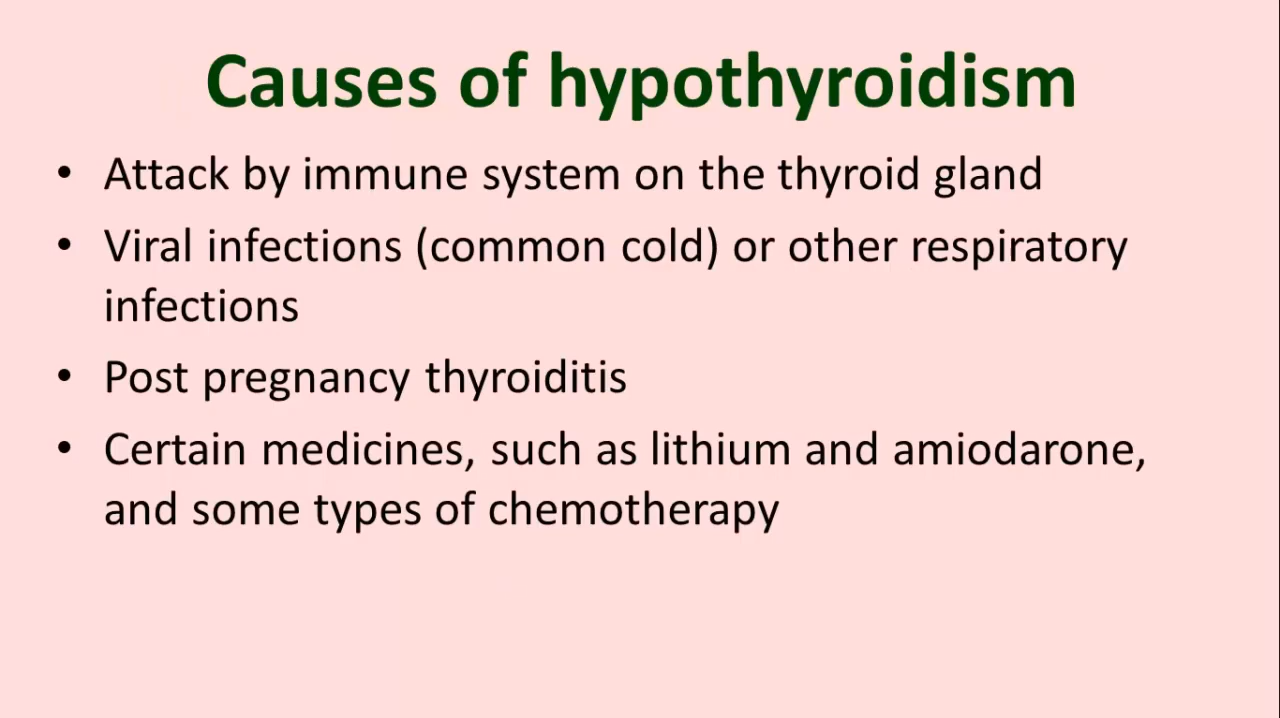 Causes of hypothyroidism
• Attack by immune system on the thyroid gland
• Viral infections (common cold) or other respiratory
infections
• Post pregnancy thyroiditis
• Certain medicines, such as lithium and amiodarone,
and some types of chemotherapy